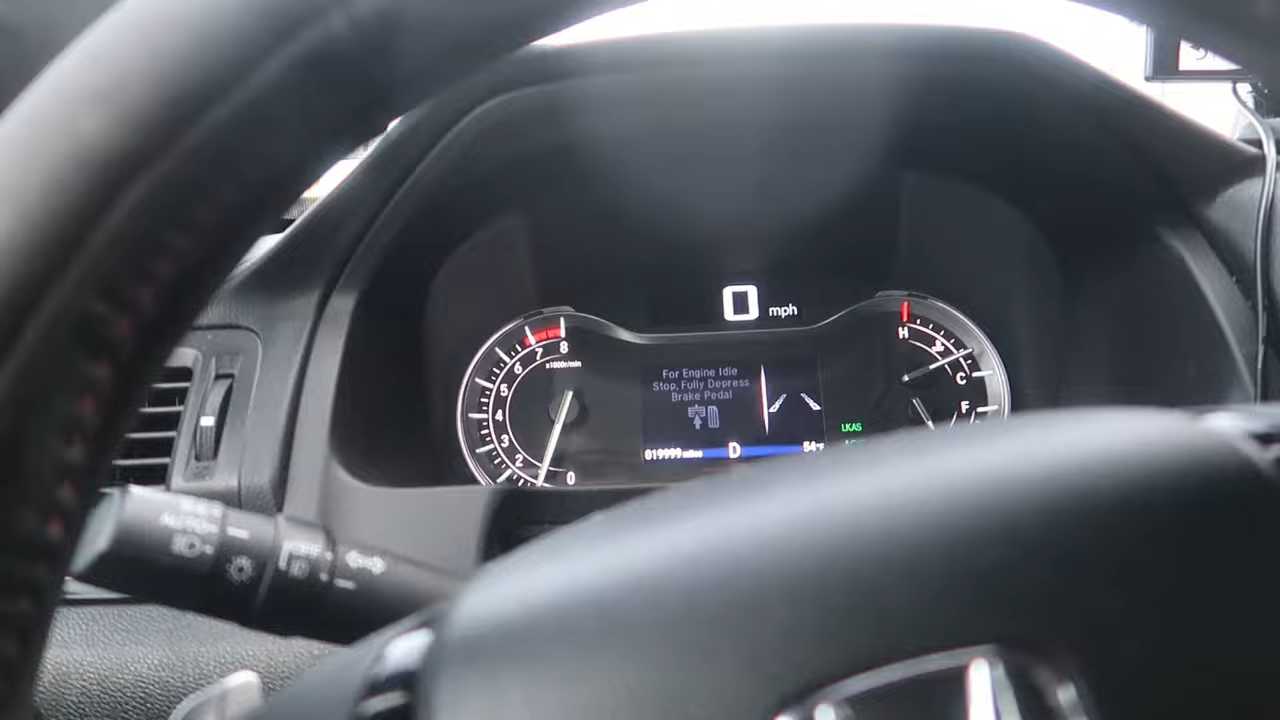 0 mph
8
7
6
5
4
3
2
0
x1000r/min
For Engine Idle
Stop, Fully Depress
Brake Pedal
019999 miles D 54°F
LKAS
H
C
F
AUTO